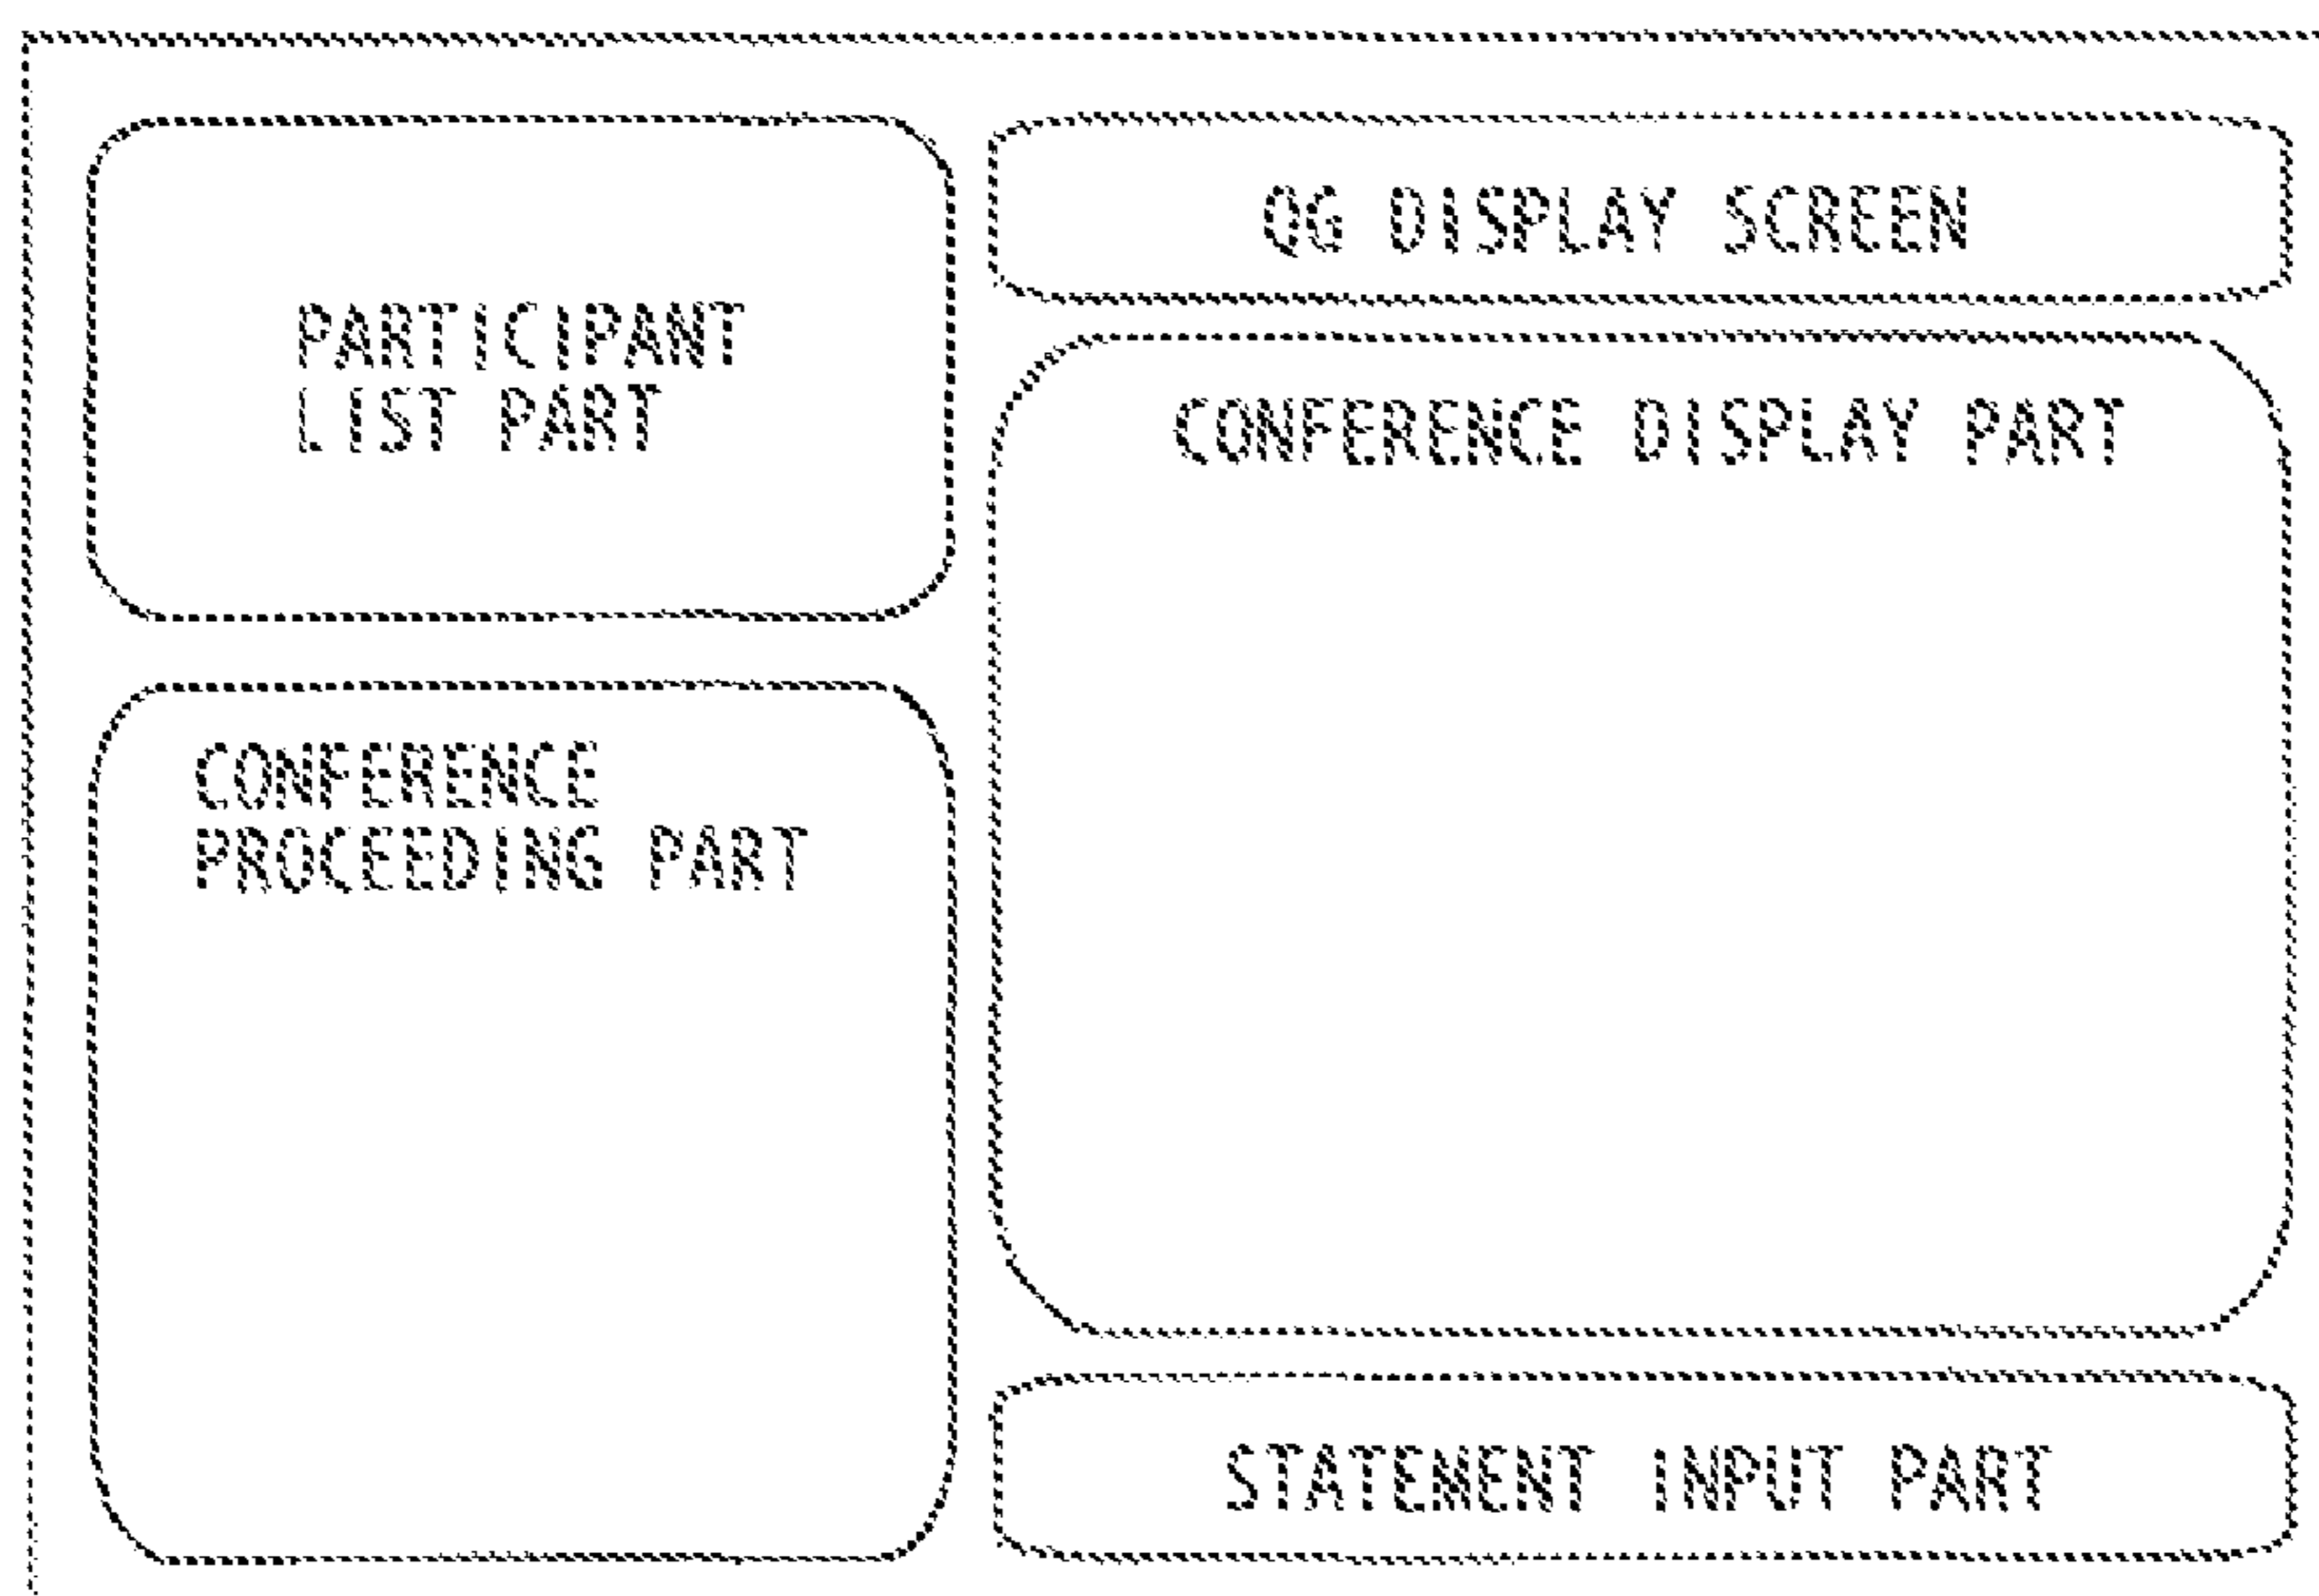 PARTICIPANT
LIST PART
CONFERENCE
PROCEEDING PART
QG DISPLAY SCREEN
CONFERENCE DISPLAY PART
STATEMENT INPUT PART